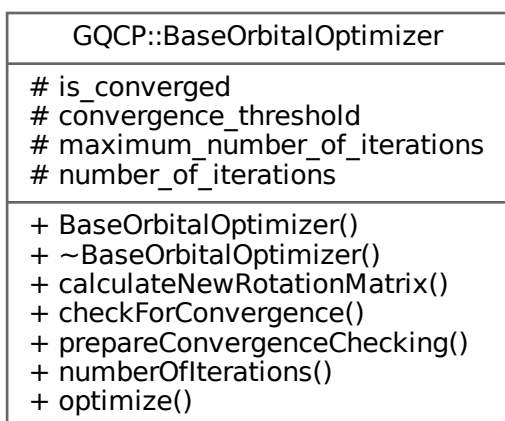 GQCP::BaseOrbitalOptimizer
# is_converged
# convergence_threshold
# maximum_number_of_iterations
# number_of_iterations
+ BaseOrbitalOptimizer()
+ ~BaseOrbitalOptimizer()
+ calculateNewRotationMatrix()
+ checkForConvergence()
+ prepareConvergenceChecking()
+ numberOfIterations()
+ optimize()